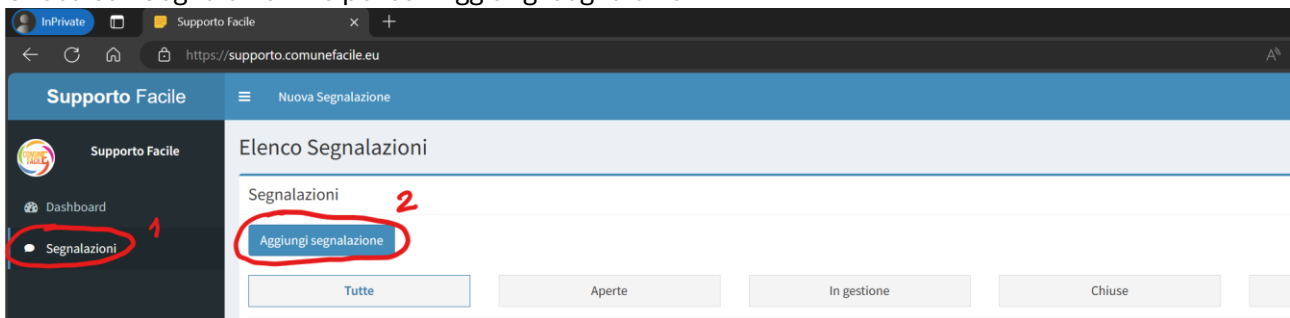 InPrivate
Supporto Facile
https://supporto.comunefacile.eu
Supporto Facile
Nuova Segnalazione
Supporto Facile
Elenco Segnalazioni
Dashboard
Segnalazioni
1
Segnalazioni
2
Aggiungi segnalazione
Tutte
Aperte
In gestione
Chiuse